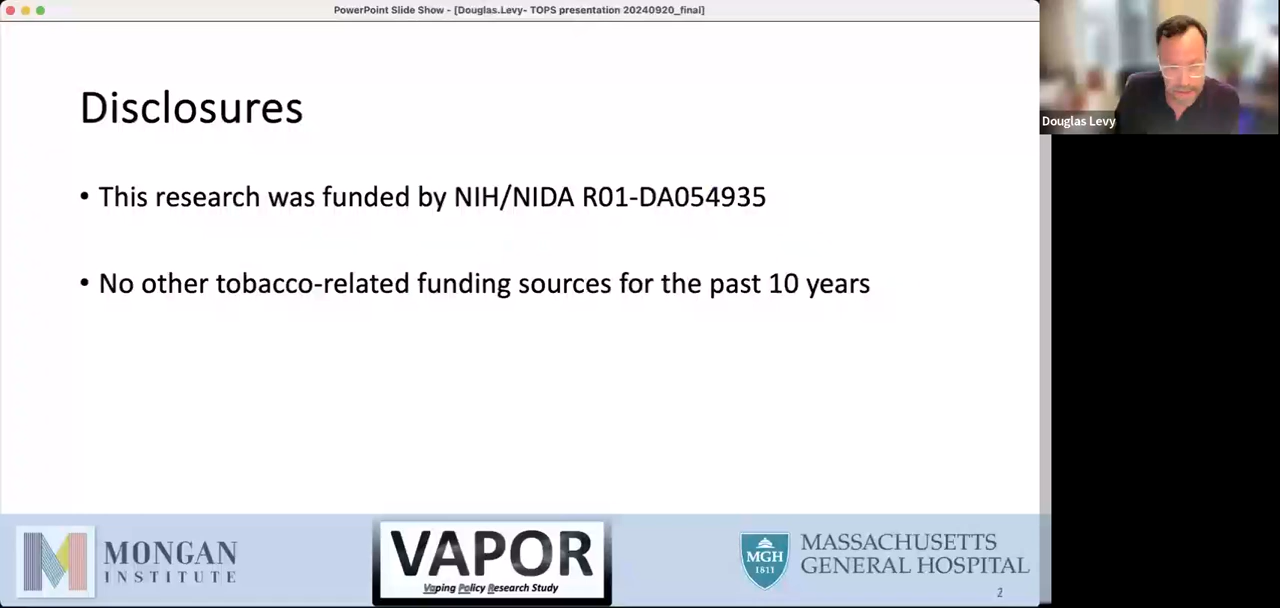 PowerPoint Slide Show - [Douglas.Levy- TOPS presentation 20240920_final]
Disclosures
• This research was funded by NIH/NIDA R01-DA054935
• No other tobacco-related funding sources for the past 10 years
Douglas Levy
M MONGAN
INSTITUTE
VAPOR
Vaping Policy Research Study
MGH
1811
MASSACHUSETTS
GENERAL HOSPITAL
2